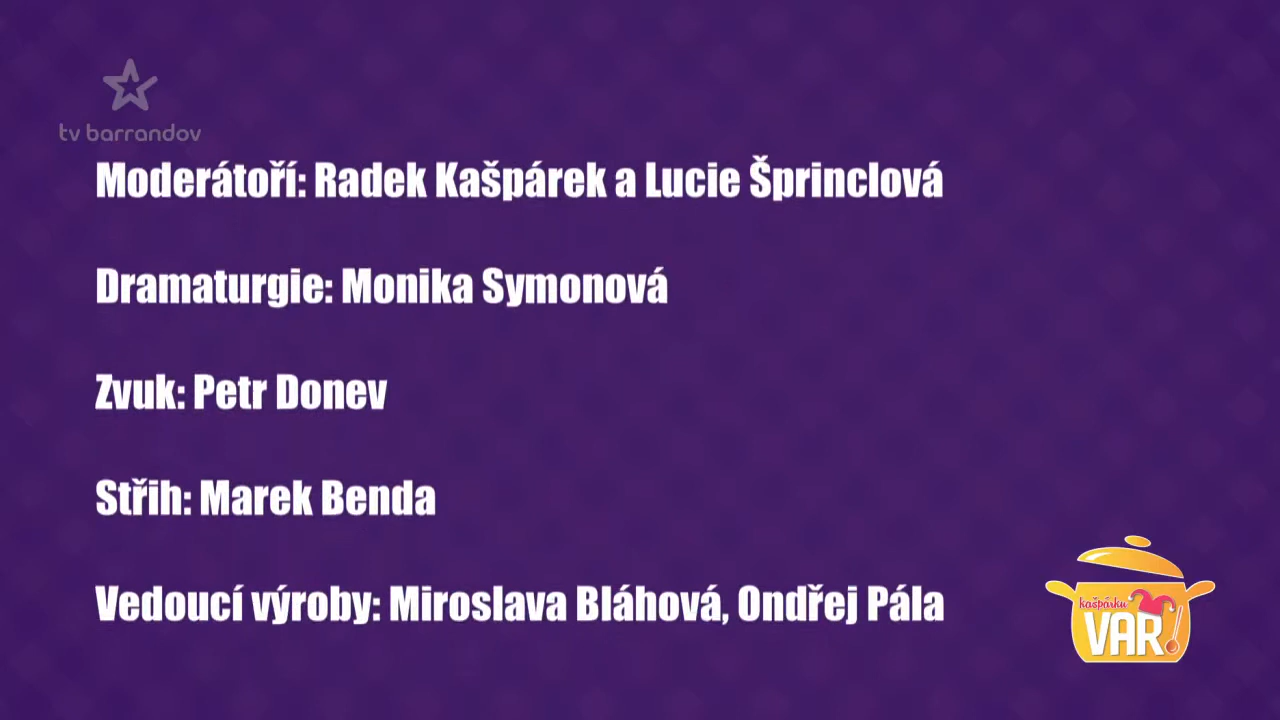 tv barrandov
Moderátoří: Radek Kašpárek a Lucie Šprinclová
Dramaturgie: Monika Symonová
Zvuk: Petr Donev
Střih: Marek Benda
Vedoucí výroby: Miroslava Bláhová, Ondřej Pála
kašpárku
VAR!